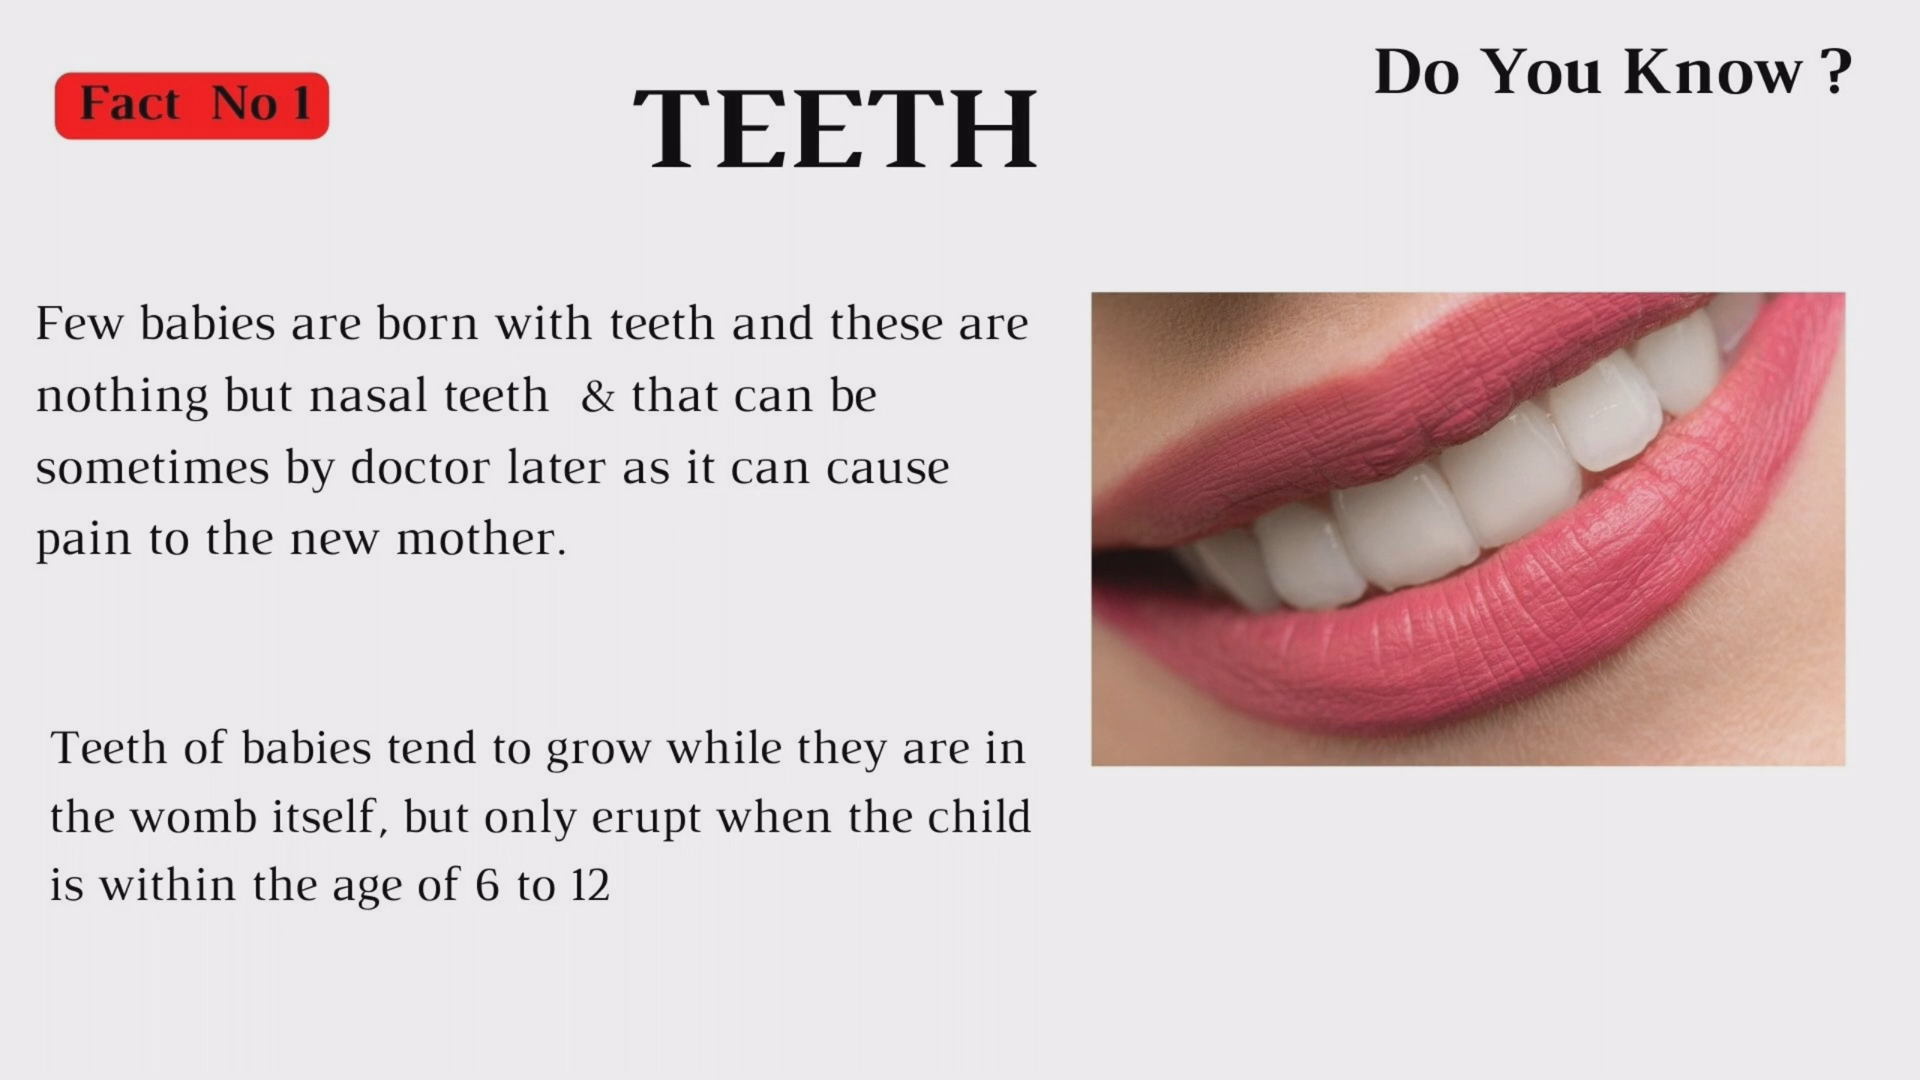 Fact No 1
TEETH
Do You Know ?
Few babies are born with teeth and these are
nothing but nasal teeth & that can be
sometimes by doctor later as it can cause
pain to the new mother.
Teeth of babies tend to grow while they are in
the womb itself, but only erupt when the child
is within the age of 6 to 12